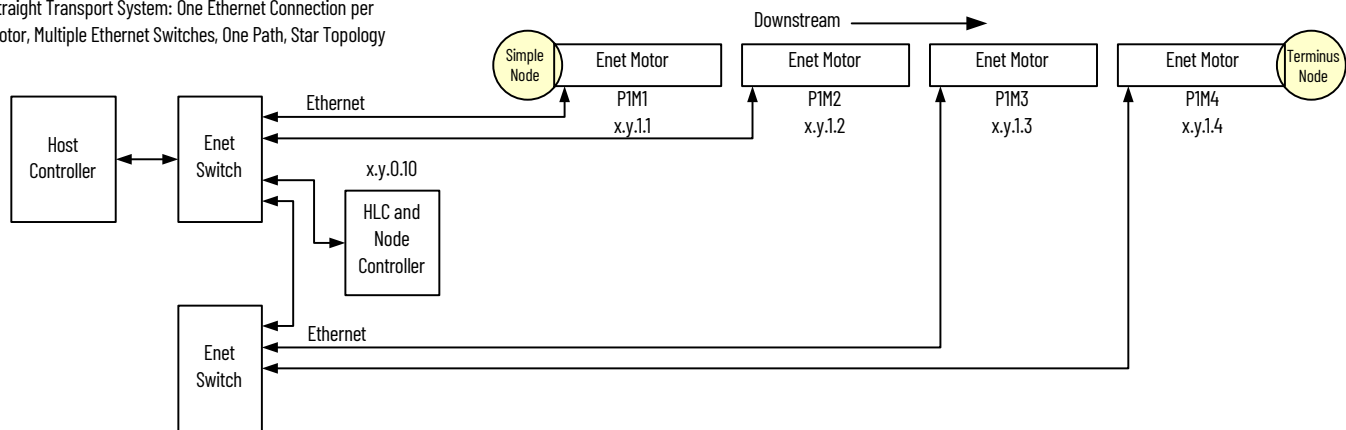 traight Transport System: One Ethernet Connection per
otor, Multiple Ethernet Switches, One Path, Star Topology
Downstream
Simple
Node
Enet Motor
Enet Motor
Enet Motor
Enet Motor
Terminus
Node
P1M1
P1M2
P1M3
P1M4
x.y.1.1
x.y.1.2
x.y.1.3
x.y.1.4
Ethernet
Host
Controller
Enet
Switch
x.y.0.10
HLC and
Node
Controller
Ethernet
Enet
Switch